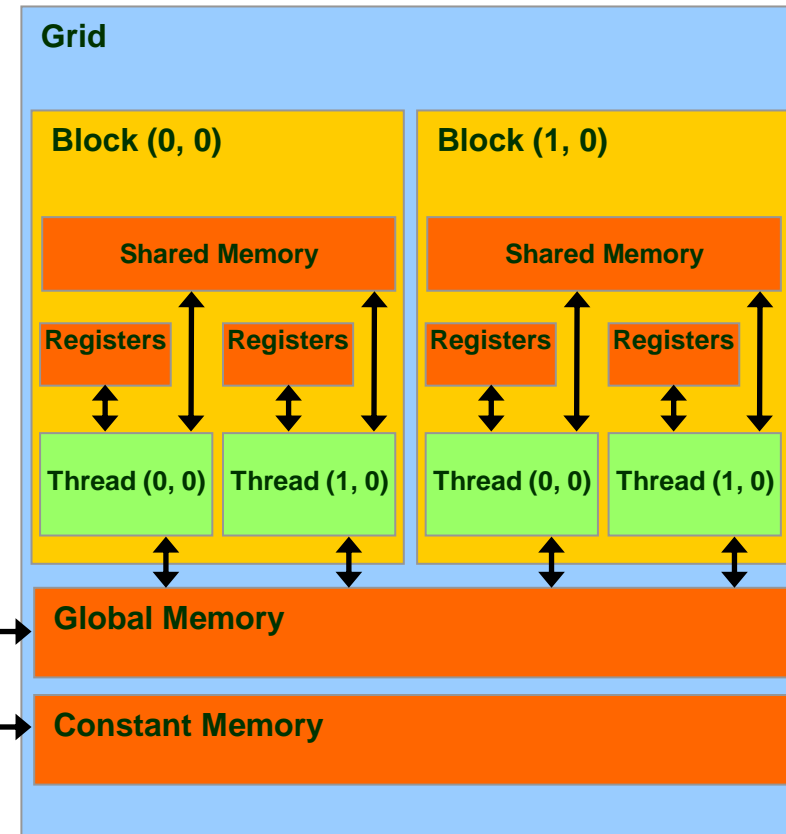 Grid
Block (0, 0)
Block (1, 0)
Shared Memory
Shared Memory
Registers
Registers
Registers
Registers
Thread (0, 0)
Thread (1, 0)
Thread (0, 0)
Thread (1, 0)
Global Memory
Constant Memory